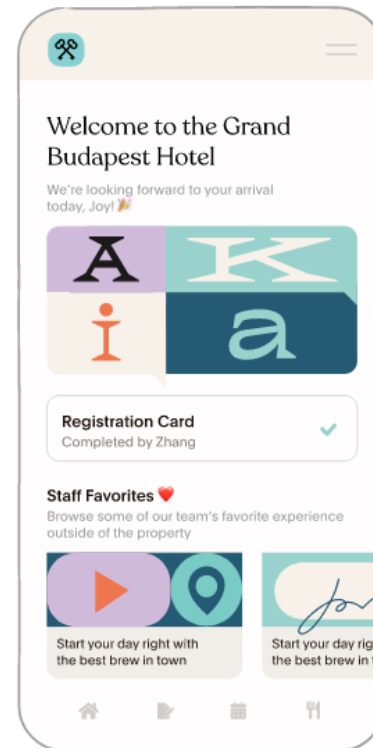 Welcome to the Grand
Budapest Hotel
We're looking forward to your arrival
today, Joy! 🎉
A K
i a
Registration Card
Completed by Zhang
Staff Favorites ❤️
Browse some of our team's favorite experience
outside of the property
Start your day right with
the best brew in town
Start your day rig
the best brew in t